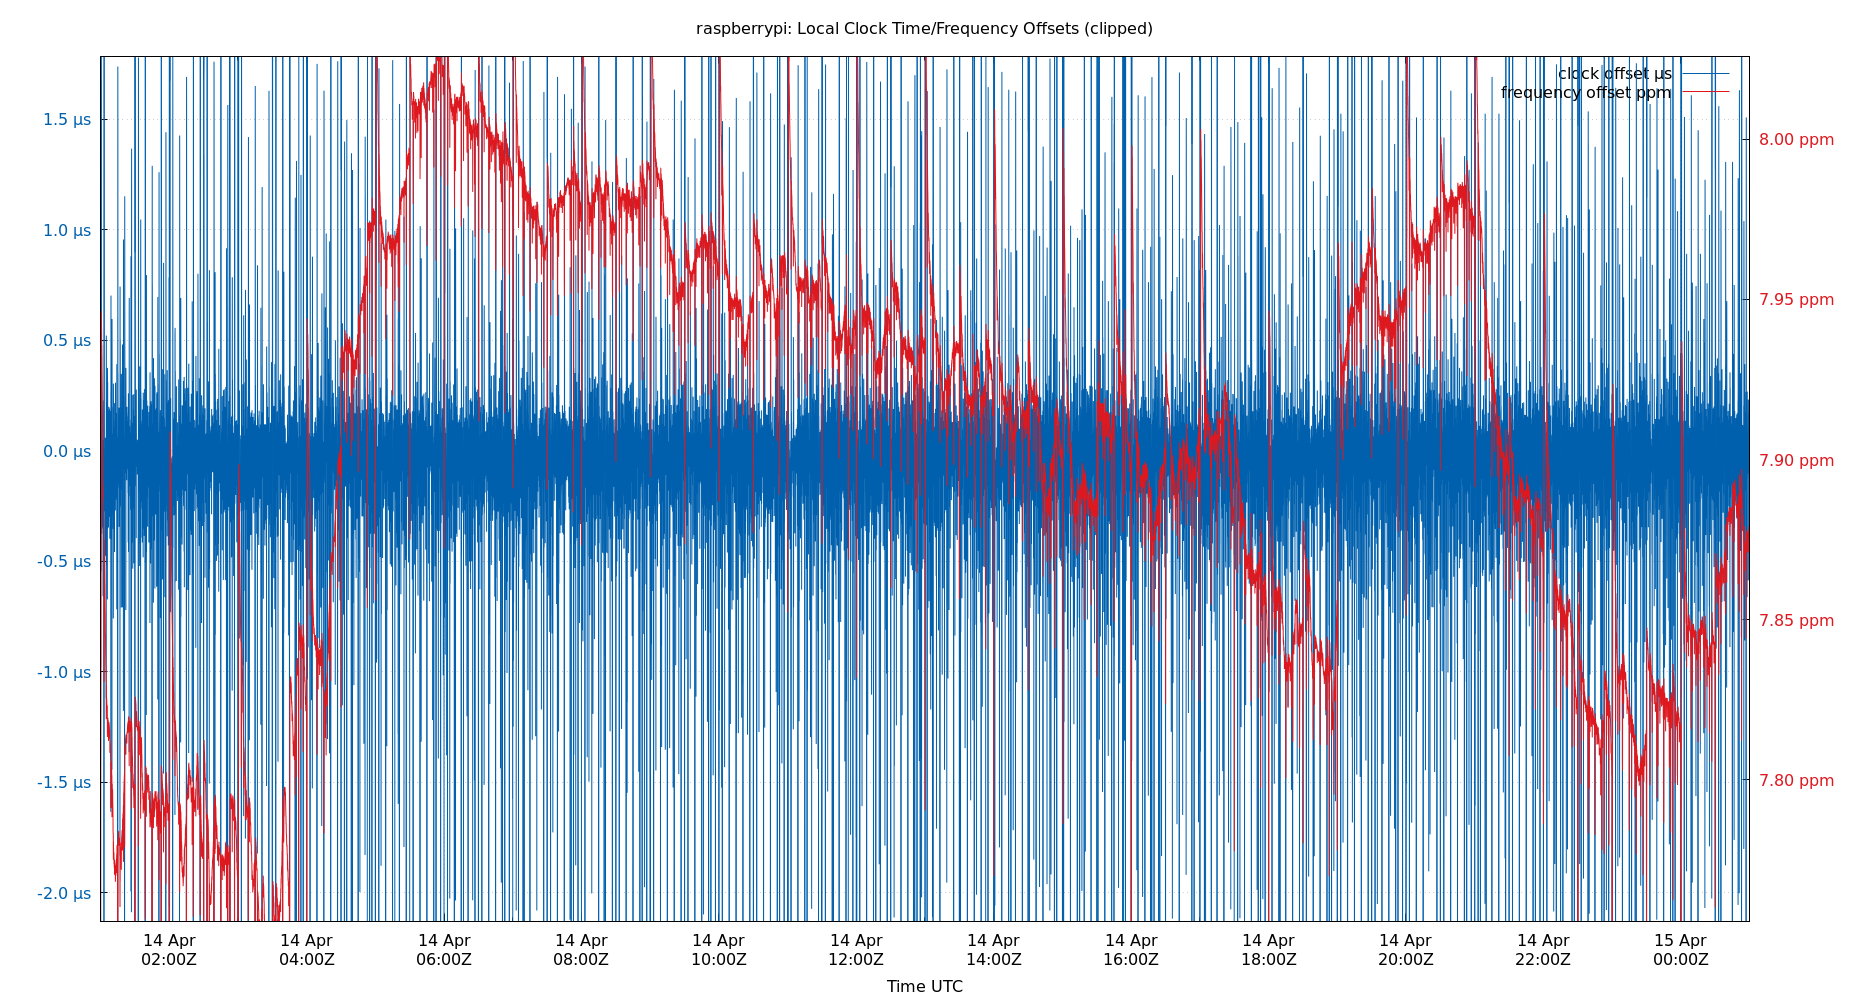 raspberrypi: Local Clock Time/Frequency Offsets (clipped)
clock offset μs
frequency offset ppm
1.5 μs
1.0 μs
0.5 μs
0.0 μs
-0.5 μs
-1.0 μs
-1.5 μs
-2.0 μs
8.00 ppm
7.95 ppm
7.90 ppm
7.85 ppm
7.80 ppm
14 Apr 14 Apr 14 Apr 14 Apr 14 Apr 14 Apr 14 Apr 14 Apr 14 Apr 14 Apr 14 Apr 15 Apr
02:00Z 04:00Z 06:00Z 08:00Z 10:00Z 12:00Z 14:00Z 16:00Z 18:00Z 20:00Z 22:00Z 00:00Z
Time UTC